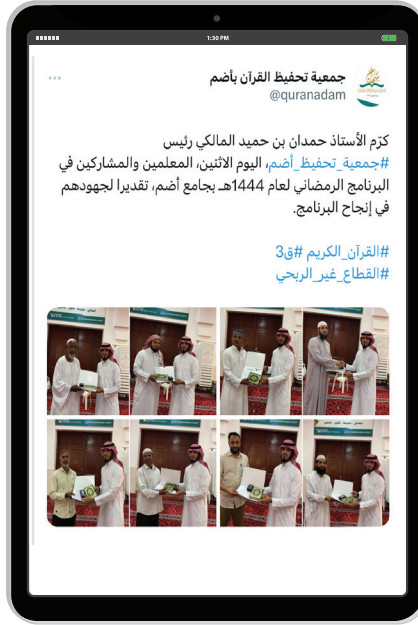 1:30 PM
جمعية تحفيظ القرآن بأضم
@quranadam
كرّم الأستاذ حمدان بن حميد المالكي رئيس
#جمعية_تحفيظ_أضم، اليوم الاثنين، المعلمين والمشاركين في
البرنامج الرمضاني لعام 1444هـ بجامع أضم، تقديرا لجهودهم
في إنجاح البرنامج.
#القرآن_الكريم #ق3
#القطاع_غير_الربحي